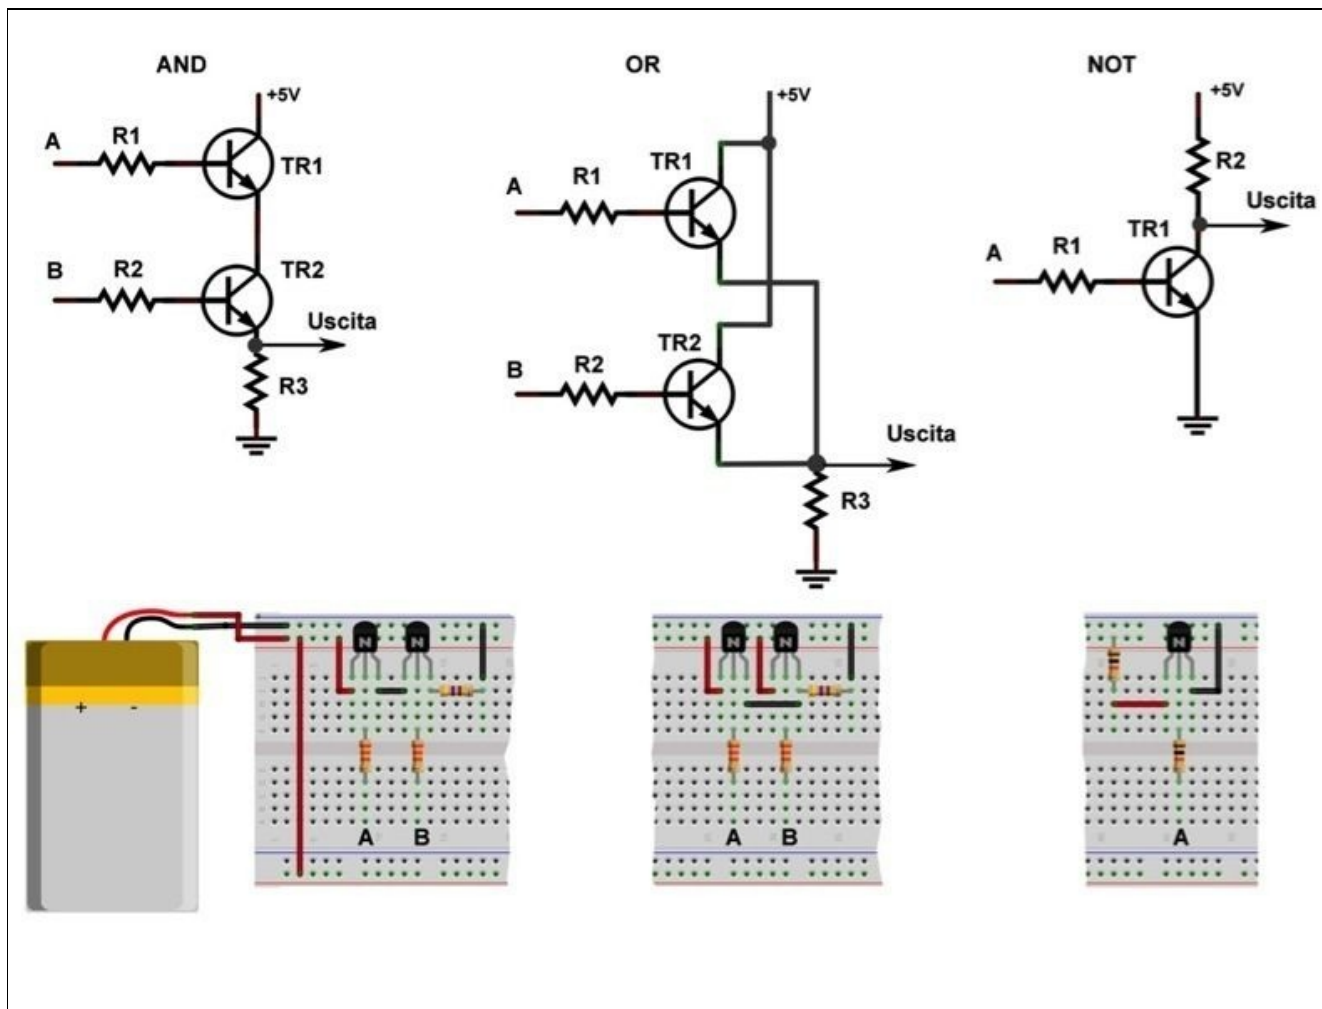 AND
+5V
A
R1
TR1
B
R2
TR2
Uscita
R3
OR
+5V
A
R1
TR1
B
R2
TR2
Uscita
R3
NOT
+5V
R2
Uscita
A
R1
TR1
+ -
N N
A B
N N
A B
N
A